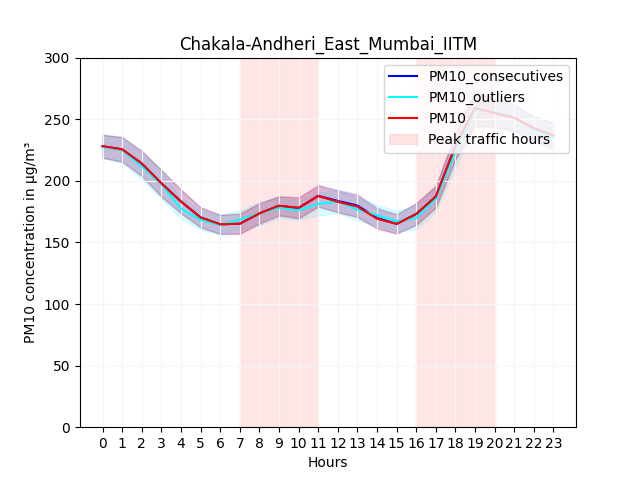 Chakala-Andheri_East_Mumbai_IITM
PM10_consecutives
PM10_outliers
PM10
Peak traffic hours
PM10 concentration in µg/m³
300
250
200
150
100
50
0
0 1 2 3 4 5 6 7 8 9 10 11 12 13 14 15 16 17 18 19 20 21 22 23
Hours